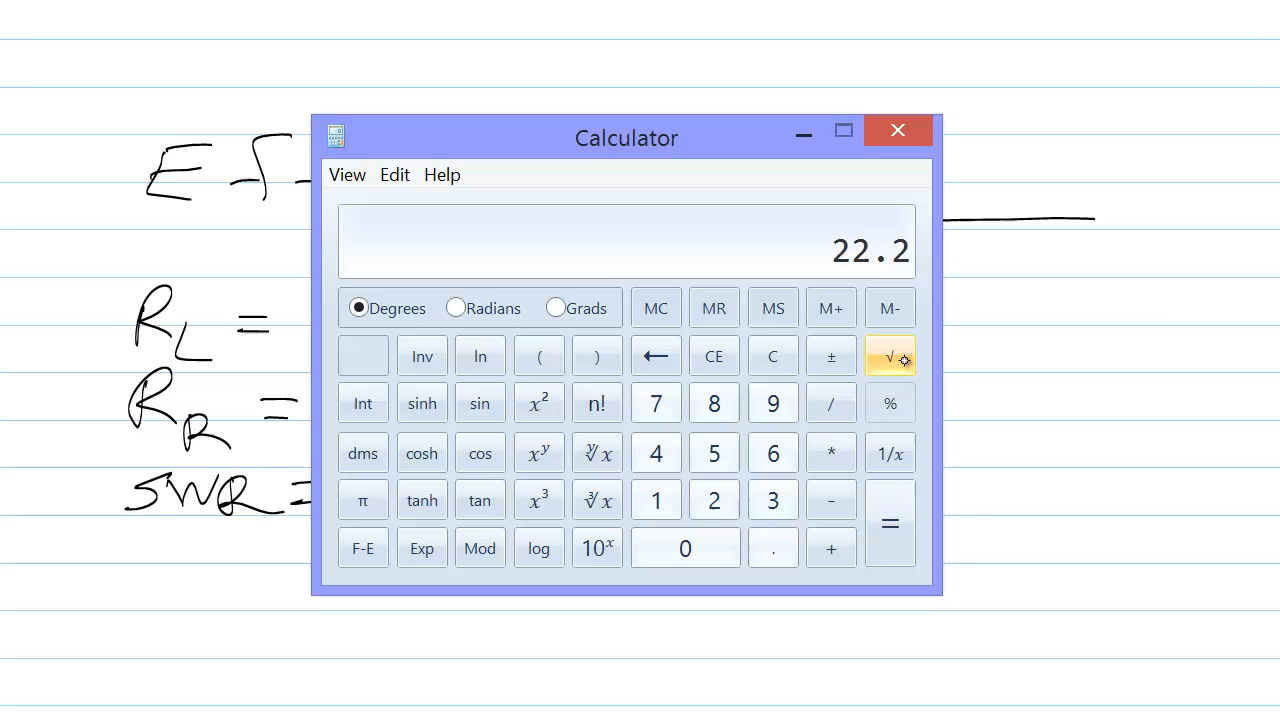 Calculator
View Edit Help
22.2
Degrees Radians Grads MC MR MS M+ M-
Inv ln ( ) ← CE C ± √
Int sinh sin x² n! 7 8 9 / %
dms cosh cos xʸ ʸ√x 4 5 6 * 1/x
π tanh tan x³ ³√x 1 2 3 - =
F-E Exp Mod log 10ˣ 0 . +
R_L =
R_R =
SWR =